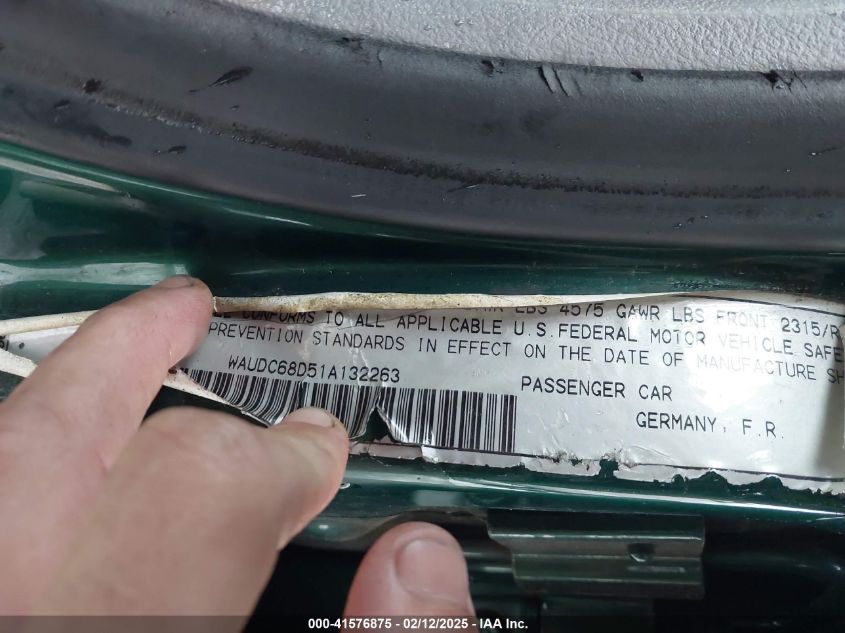 LBS 4575 GAWR LBS FRONT 2315/R
CONFORMS TO ALL APPLICABLE U.S. FEDERAL MOTOR VEHICLE SAFE
PREVENTION STANDARDS IN EFFECT ON THE DATE OF MANUFACTURE SH
WAUDC68D51A132263
PASSENGER CAR
GERMANY, F.R.
000-41576875 - 02/12/2025 - IAA Inc.